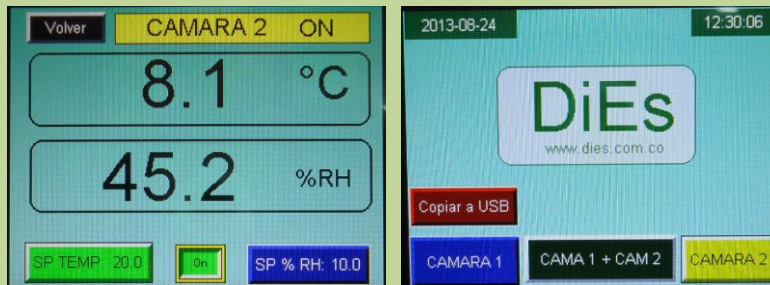 Volver CAMARA 2 ON
8.1 °C
45.2 %RH
SP TEMP: 20.0 On SP % RH: 10.0
2013-08-24 12:30:06
DiEs
www.dies.com.co
Copiar a USB
CAMARA 1 CAMA 1 + CAM 2 CAMARA 2